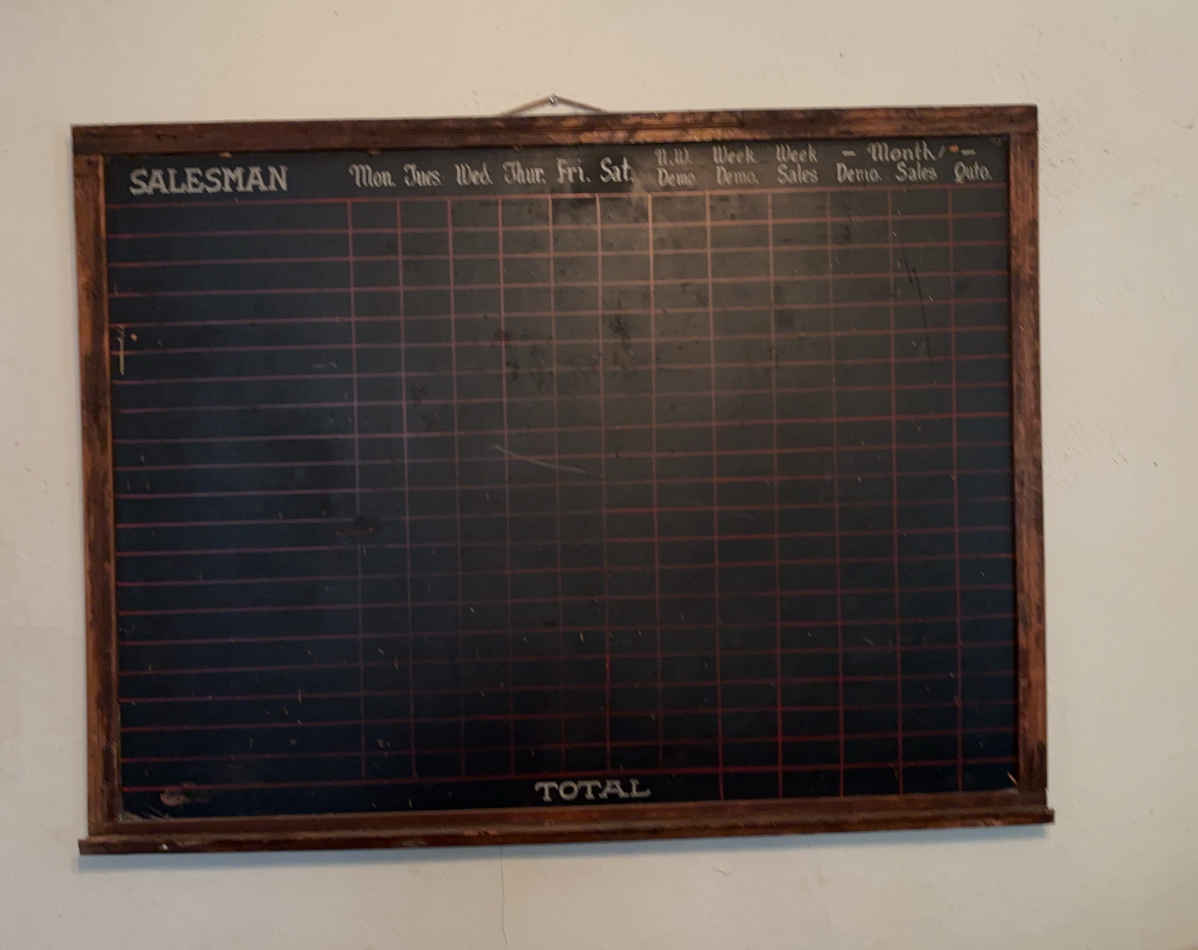 SALESMAN Mon. Tues. Wed. Thur. Fri. Sat. N.W. Demo Week Demo. Week Sales – Month – Demo. Sales Quto.
TOTAL